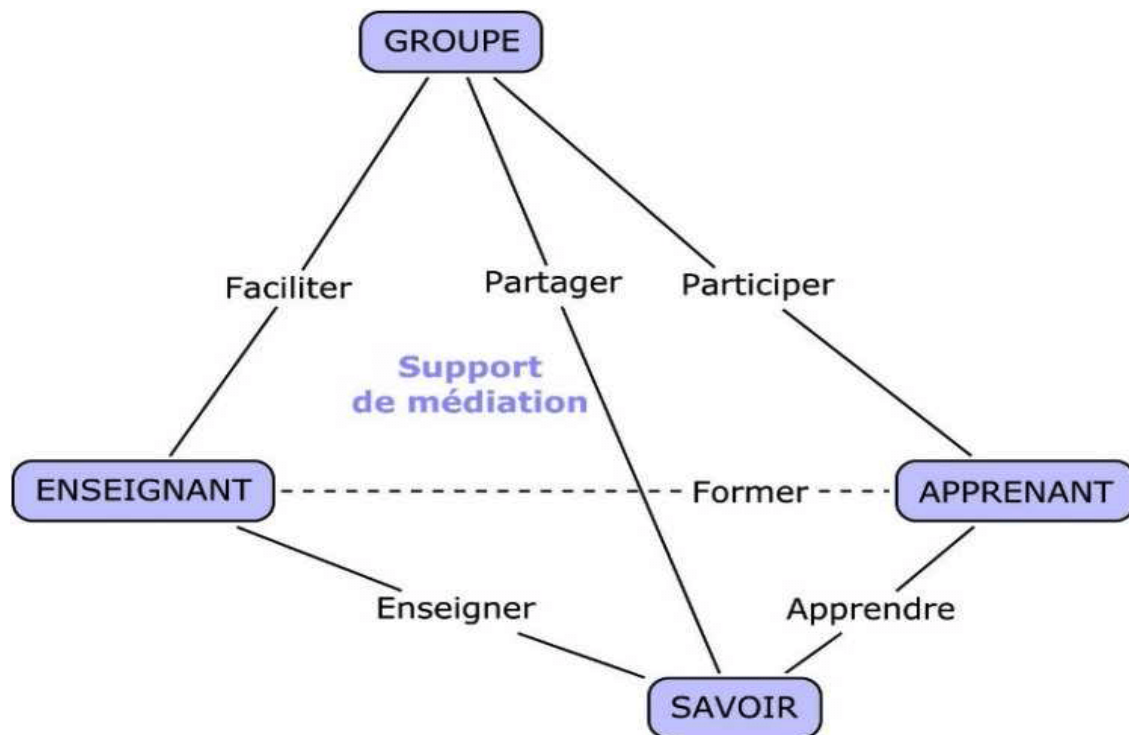 GROUPE
Faciliter
Partager
Participer
Support
de médiation
ENSEIGNANT
Former
APPRENANT
Enseigner
Apprendre
SAVOIR